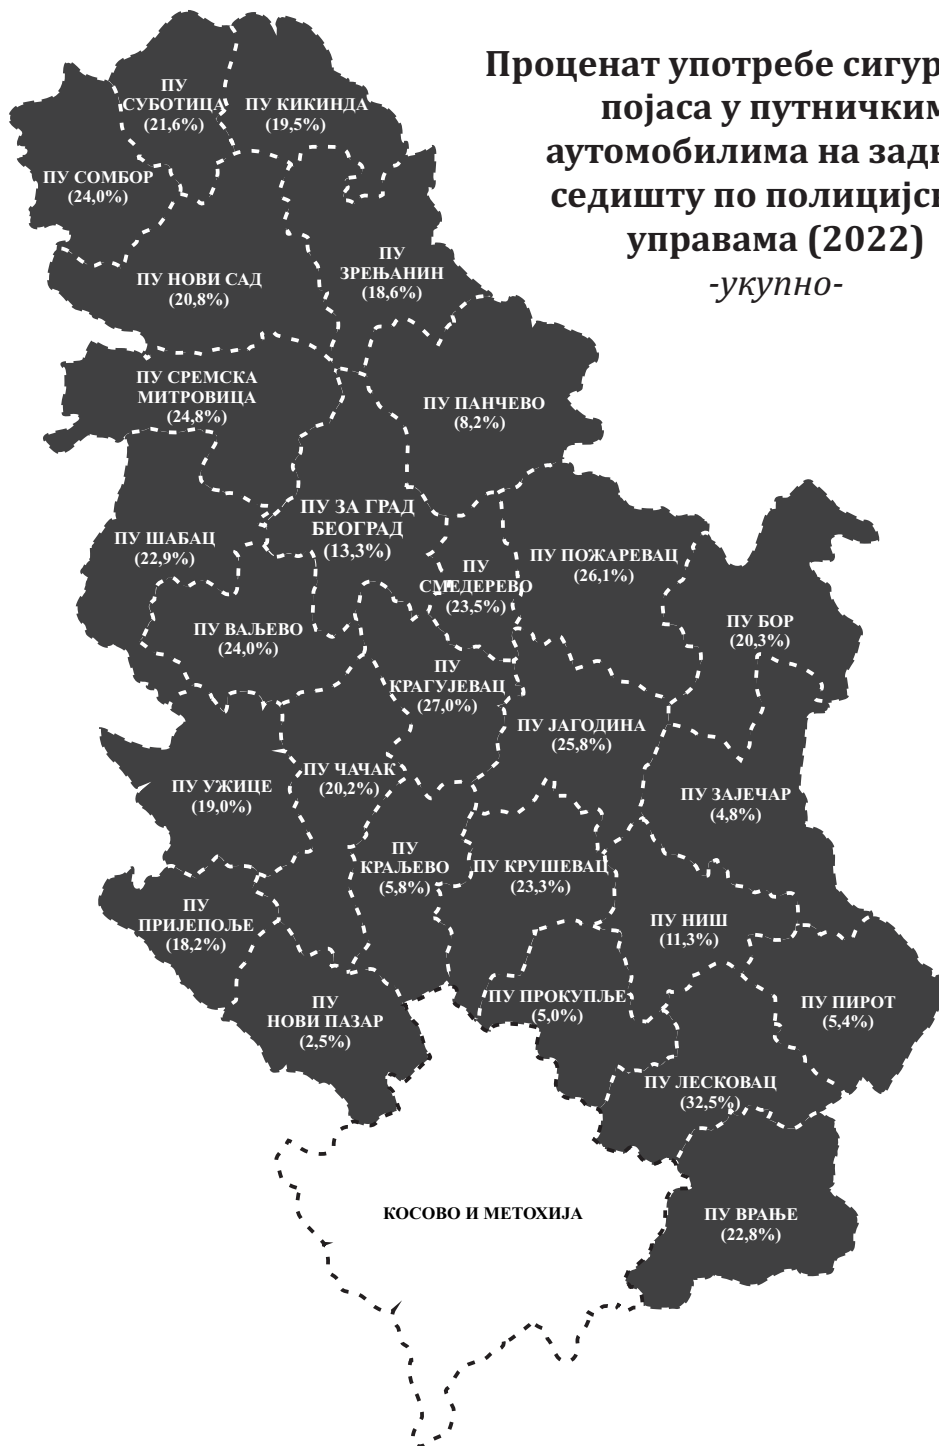 Проценат употребе сигур
појаса у путничким
аутомобилима на задњ
седишту по полицијск
управама (2022)
-укупно-
ПУ
СУБОТИЦА
(21,6%)
ПУ КИКИНДА
(19,5%)
ПУ СОМБОР
(24,0%)
ПУ НОВИ САД
(20,8%)
ПУ
ЗРЕЊАНИН
(18,6%)
ПУ СРЕМСКА
МИТРОВИЦА
(24,8%)
ПУ ПАНЧЕВО
(8,2%)
ПУ ЗА ГРАД
БЕОГРАД
(13,3%)
ПУ ШАБАЦ
(22,9%)
ПУ
СМЕДЕРЕВО
(23,5%)
ПУ ПОЖАРЕВАЦ
(26,1%)
ПУ БОР
(20,3%)
ПУ ВАЉЕВО
(24,0%)
ПУ
КРАГУЈЕВАЦ
(27,0%)
ПУ ЈАГОДИНА
(25,8%)
ПУ УЖИЦЕ
(19,0%)
ПУ ЧАЧАК
(20,2%)
ПУ ЗАЈЕЧАР
(4,8%)
ПУ
КРАЉЕВО
(5,8%)
ПУ КРУШЕВАЦ
(23,3%)
ПУ
ПРИЈЕПОЉЕ
(18,2%)
ПУ НИШ
(11,3%)
ПУ
НОВИ ПАЗАР
(2,5%)
ПУ ПРОКУПЉЕ
(5,0%)
ПУ ПИРОТ
(5,4%)
ПУ ЛЕСКОВАЦ
(32,5%)
КОСОВО И МЕТОХИЈА
ПУ ВРАЊЕ
(22,8%)